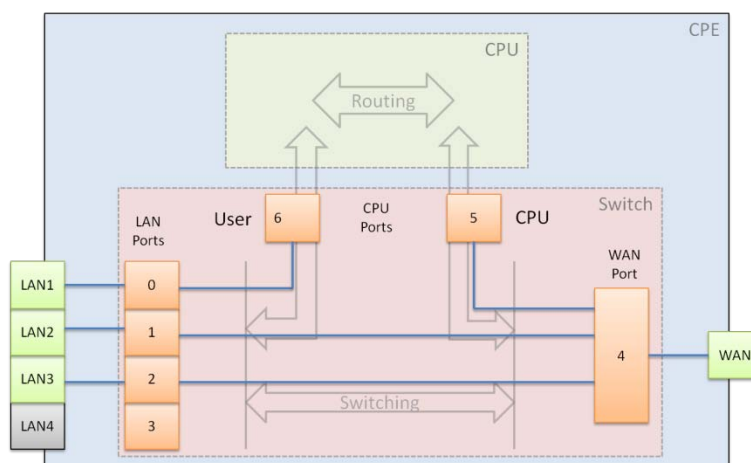 CPE
CPU
Routing
Switch
LAN
Ports
User
6
CPU
Ports
5
CPU
WAN
Port
LAN1
0
LAN2
1
LAN3
2
LAN4
3
4
WAN
Switching